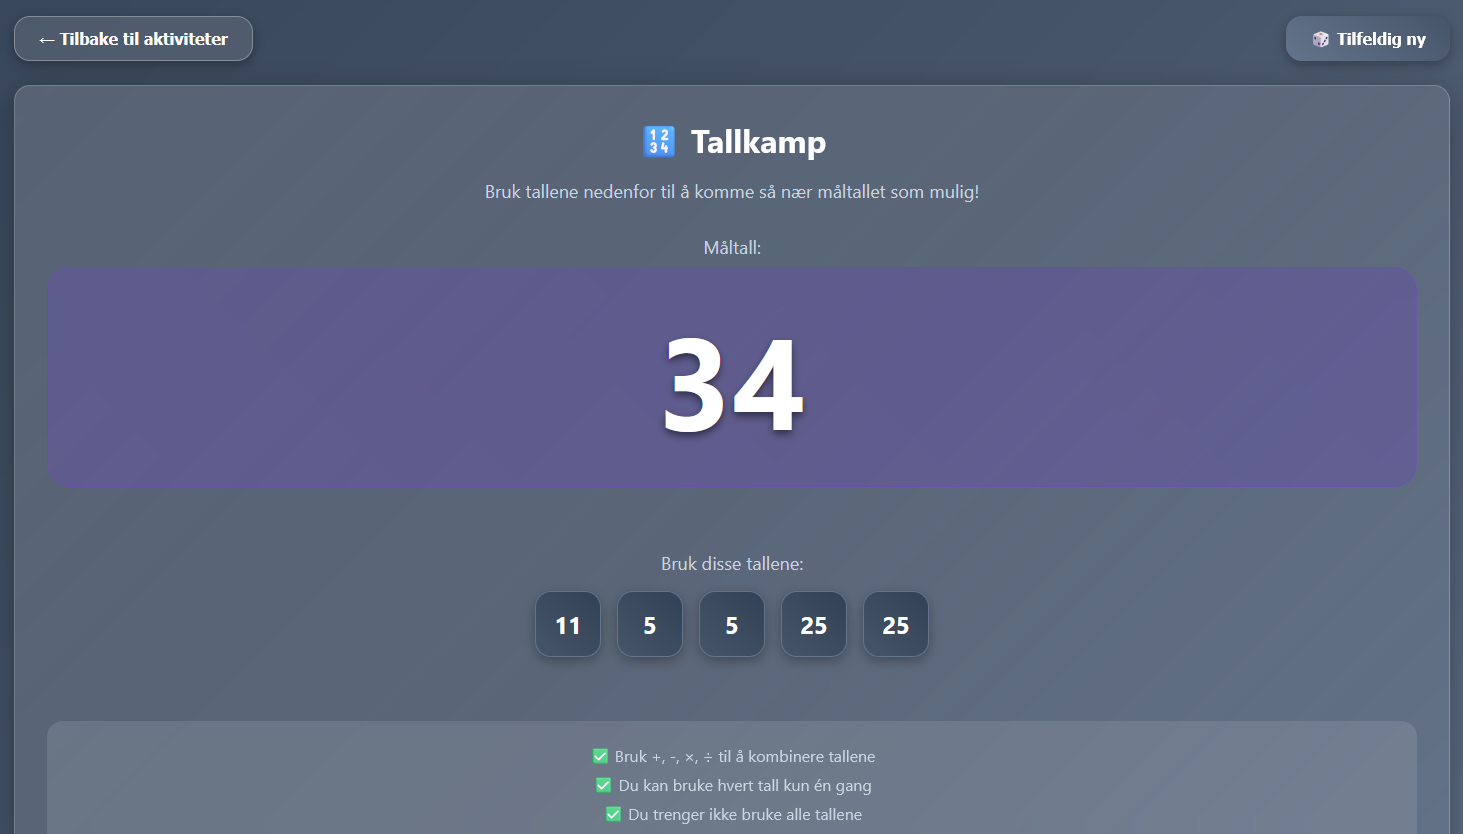 ← Tilbake til aktiviteter
🎲 Tilfeldig ny
🔢 Tallkamp
Bruk tallene nedenfor til å komme så nær måltallet som mulig!
Måltall:
34
Bruk disse tallene:
11 5 5 25 25
✅ Bruk +, -, ×, ÷ til å kombinere tallene
✅ Du kan bruke hvert tall kun én gang
✅ Du trenger ikke bruke alle tallene